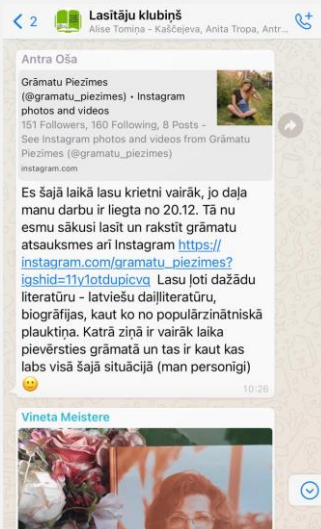 2
Lasītāju klubiņš
Alise Tomiņa - Kaščejeva, Anita Tropa, Antr...
Antra Oša
Grāmatu Piezīmes
(@gramatu_piezimes) • Instagram
photos and videos
151 Followers, 160 Following, 8 Posts -
See Instagram photos and videos from Grāmatu
Piezīmes (@gramatu_piezimes)
instagram.com
Es šajā laikā lasu krietni vairāk, jo daļa
manu darbu ir liegta no 20.12. Tā nu
esmu sākusi lasīt un rakstīt grāmatu
atsauksmes arī Instagram https://
instagram.com/gramatu_piezimes?
igshid=11y1otdupicvq Lasu ļoti dažādu
literatūru - latviešu daiļliteratūru,
biogrāfijas, kaut ko no populārzinātniskā
plauktiņa. Katrā ziņā ir vairāk laika
pievērsties grāmatā un tas ir kaut kas
labs visā šajā situācijā (man personīgi)
🙂 10:26
Vineta Meistere